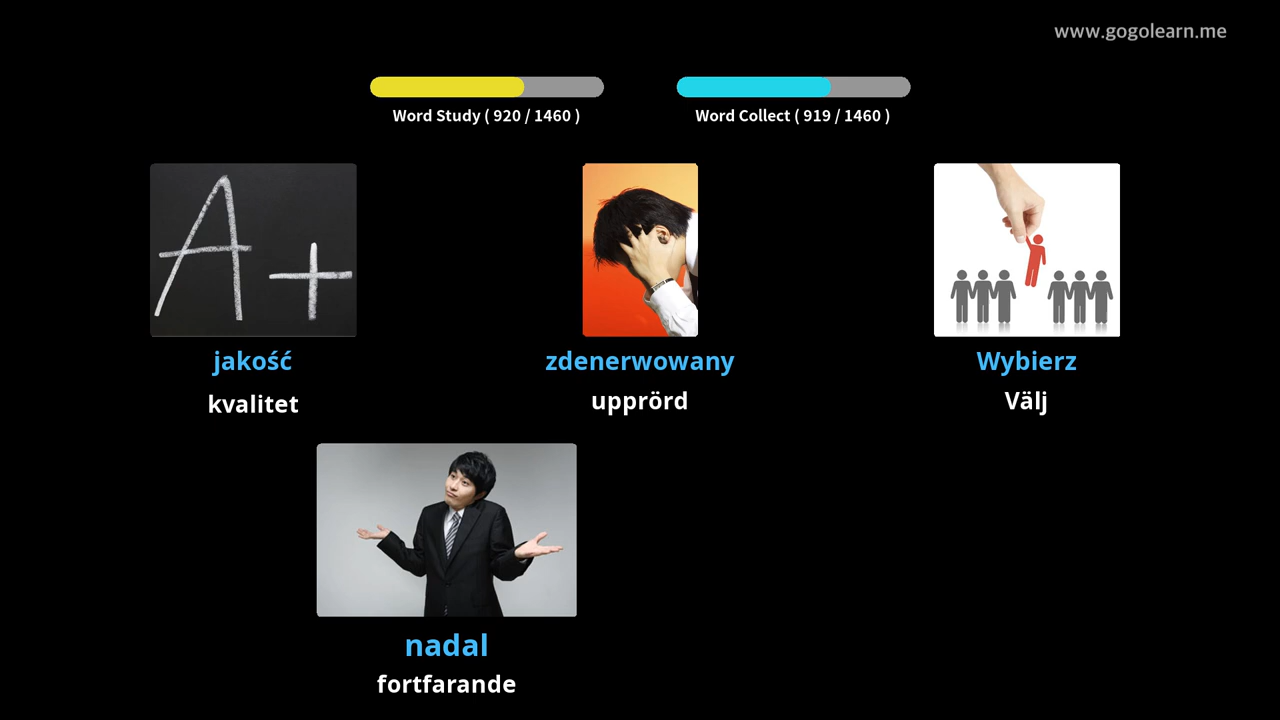 www.gogolearn.me
Word Study ( 920 / 1460 )
Word Collect ( 919 / 1460 )
A+
jakość
zdenerwowany
Wybierz
kvalitet
upprörd
Välj
nadal
fortfarande